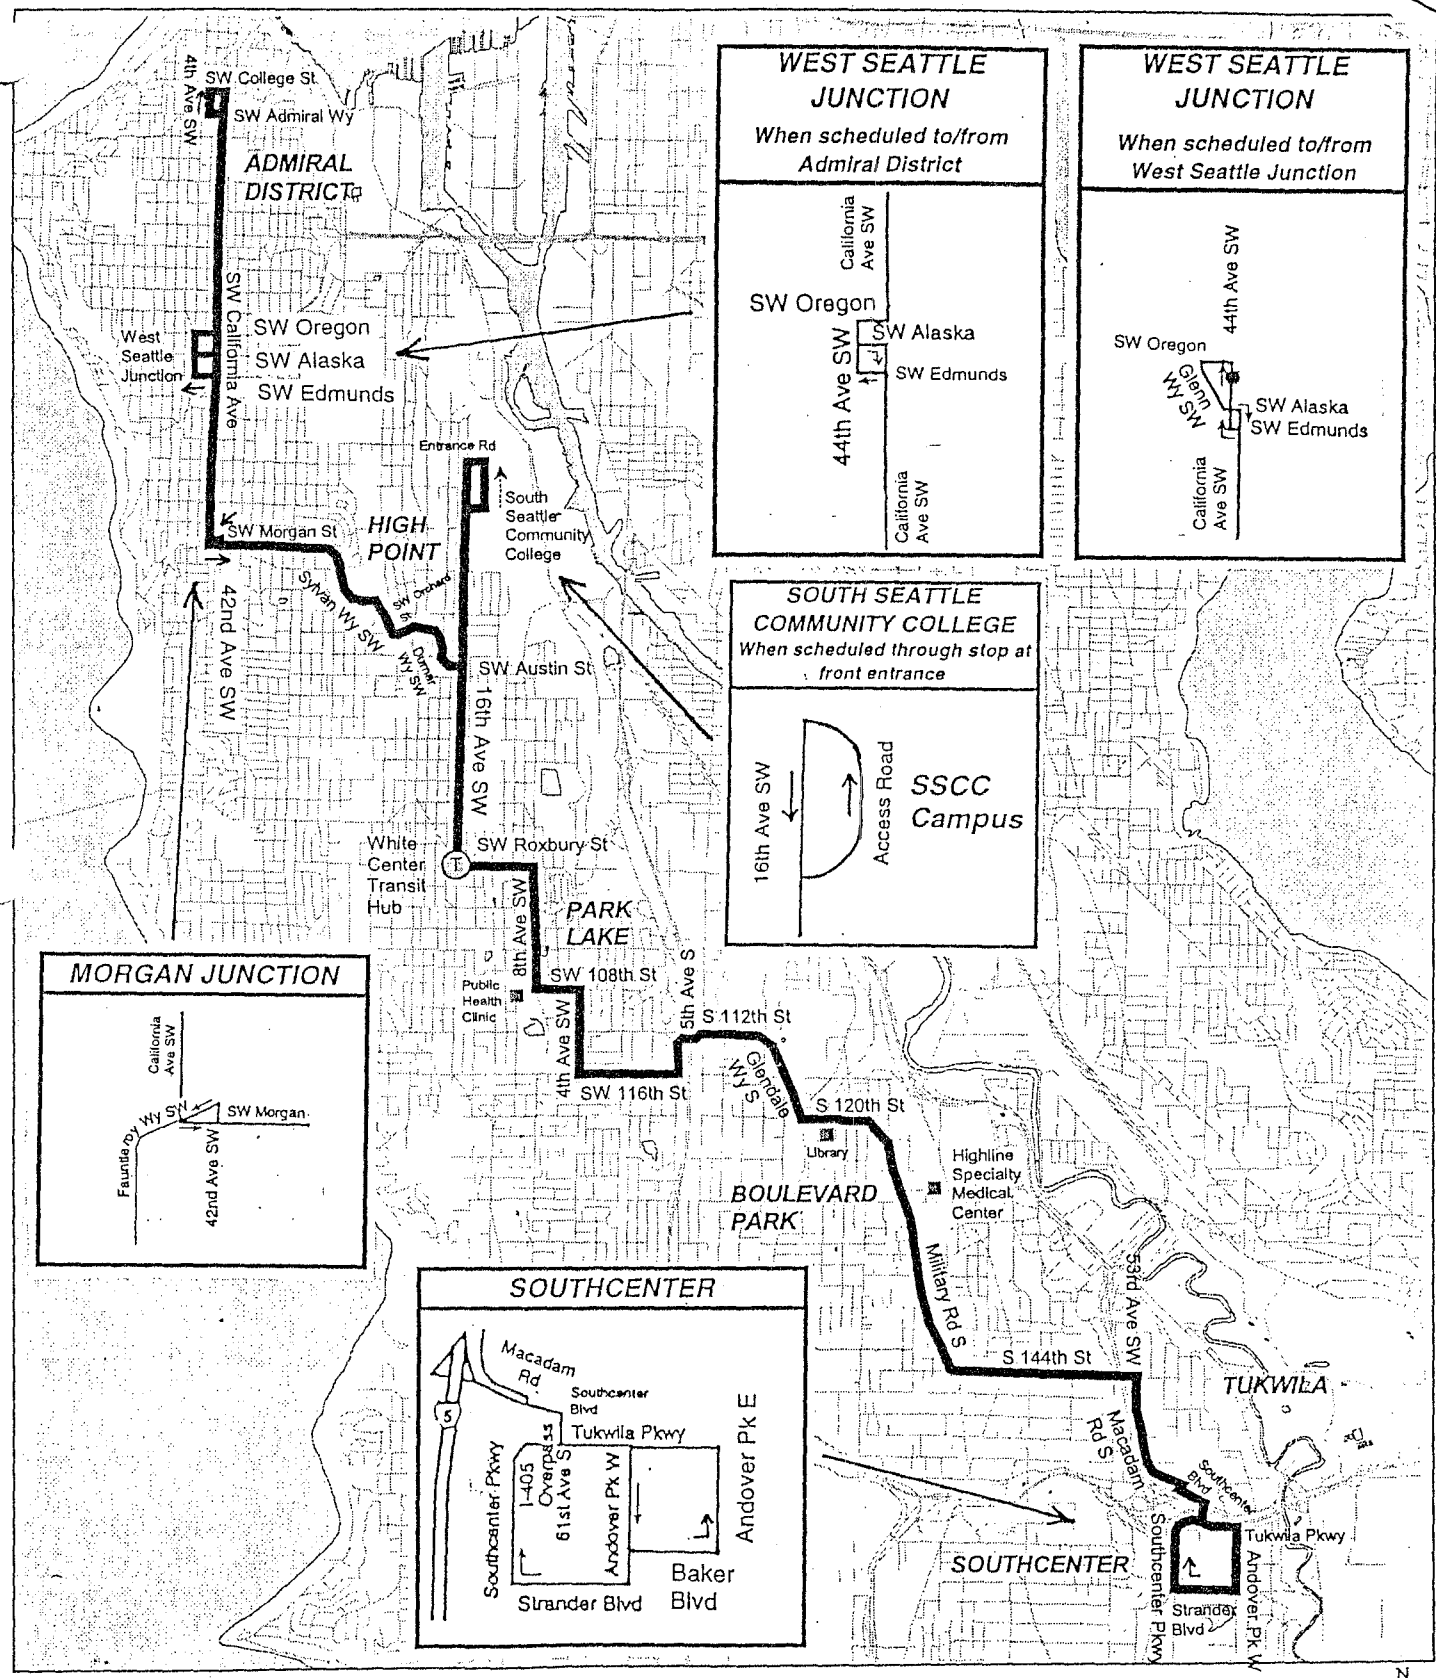 4th Ave SW
SW College St.
SW Admiral Wy
ADMIRAL
DISTRICT
SW California Ave
West
Seattle
Junction
SW Oregon
SW Alaska
SW Edmunds
Entrance Rd
South
Seattle
Community
College
SW Morgan St
HIGH
POINT
42nd Ave SW
Sylvan Wy SW
SW Orchard
St
Dumar
Wy SW
SW Austin St
16th Ave SW
White
Center
Transit
Hub
T
SW Roxbury St
8th Ave SW
PARK
LAKE
Public
Health
Clinic
SW 108th St
4th Ave SW
SW 116th St
5th Ave S
S 112th St
Glendale
Wy S
S 120th St
Library
BOULEVARD
PARK
Highline
Specialty
Medical
Center
Military Rd S
53rd Ave SW
S 144th St
TUKWILA
Macadam
Rd S
Southcenter
Blvd
Tukwila Pkwy
SOUTHCENTER
Southcenter Pkwy
Strander
Blvd
Andover Pk W
WEST SEATTLE
JUNCTION
When scheduled to/from
Admiral District
California
Ave SW
SW Oregon
SW Alaska
44th Ave SW
SW Edmunds
California
Ave SW
WEST SEATTLE
JUNCTION
When scheduled to/from
West Seattle Junction
44th Ave SW
SW Oregon
Glenn
Wy SW
SW Alaska
SW Edmunds
California
Ave SW
SOUTH SEATTLE
COMMUNITY COLLEGE
When scheduled through stop at
front entrance
16th Ave SW
Access Road
SSCC
Campus
MORGAN JUNCTION
California
Ave SW
Fauntleroy Wy SW
SW Morgan
42nd Ave SW
SOUTHCENTER
Macadam
Rd
5
Southcenter
Blvd
Tukwila Pkwy
Southcenter Pkwy
I-405
Overpass
61st Ave S
Andover Pk W
Andover Pk E
Baker
Blvd
Strander Blvd
N